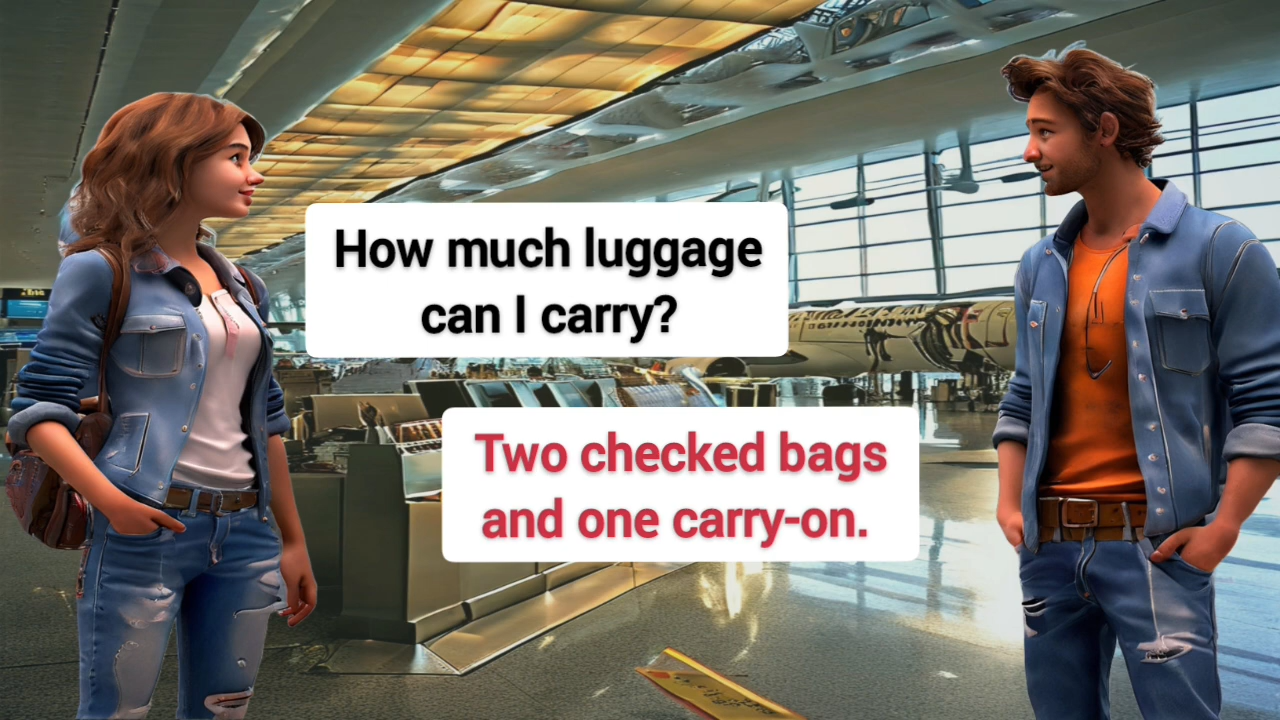 How much luggage
can I carry?
Two checked bags
and one carry-on.